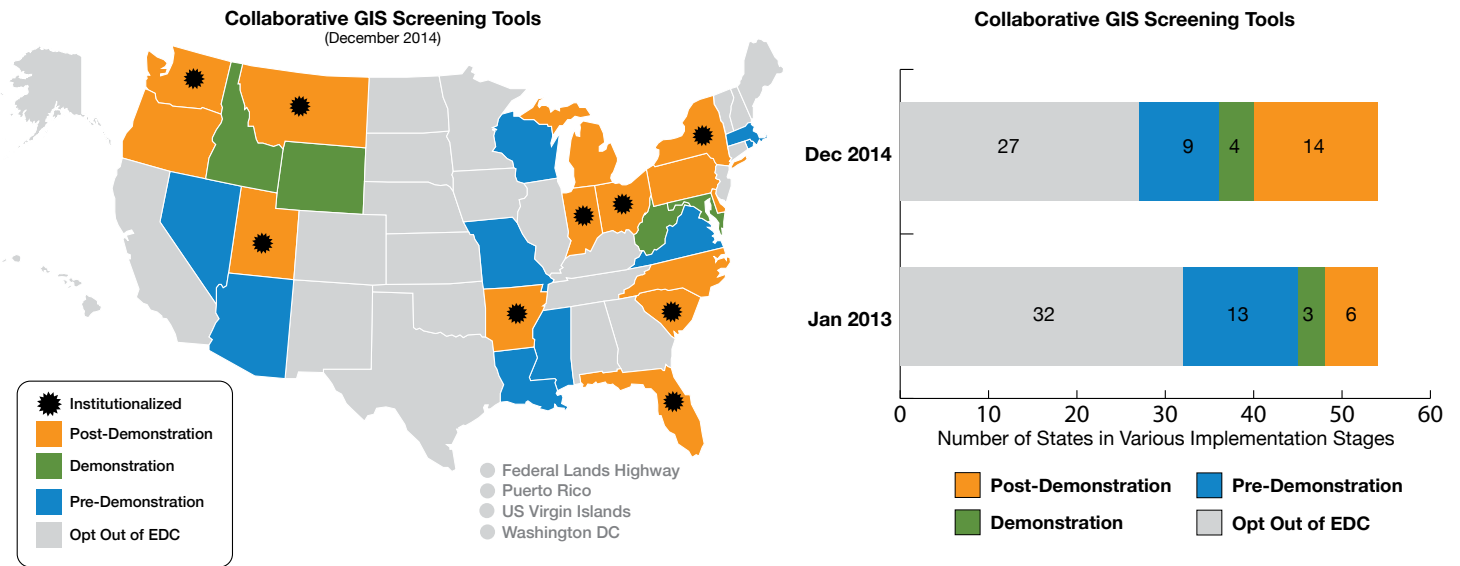 Collaborative GIS Screening Tools
(December 2014)
Institutionalized
Post-Demonstration
Demonstration
Pre-Demonstration
Opt Out of EDC
Federal Lands Highway
Puerto Rico
US Virgin Islands
Washington DC
Collaborative GIS Screening Tools
Dec 2014
27 9 4 14
Jan 2013
32 13 3 6
0 10 20 30 40 50 60
Number of States in Various Implementation Stages
Post-Demonstration Pre-Demonstration
Demonstration Opt Out of EDC